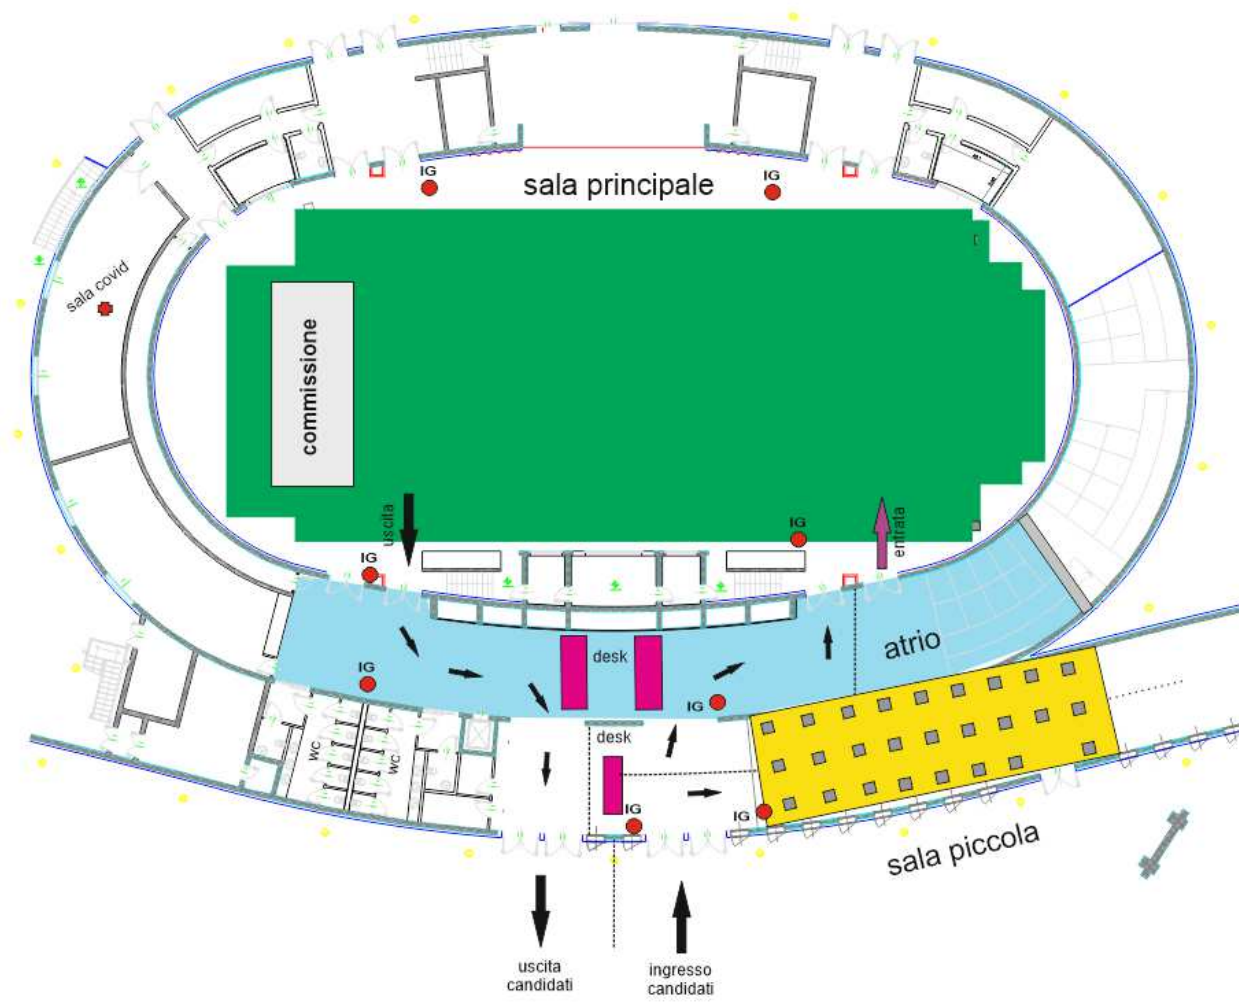 IG
IG
sala principale
sala covid
commissione
uscita
IG
entrata
IG
desk
atrio
IG
IG
desk
wc
wc
IG
IG
sala piccola
uscita
candidati
ingresso
candidati